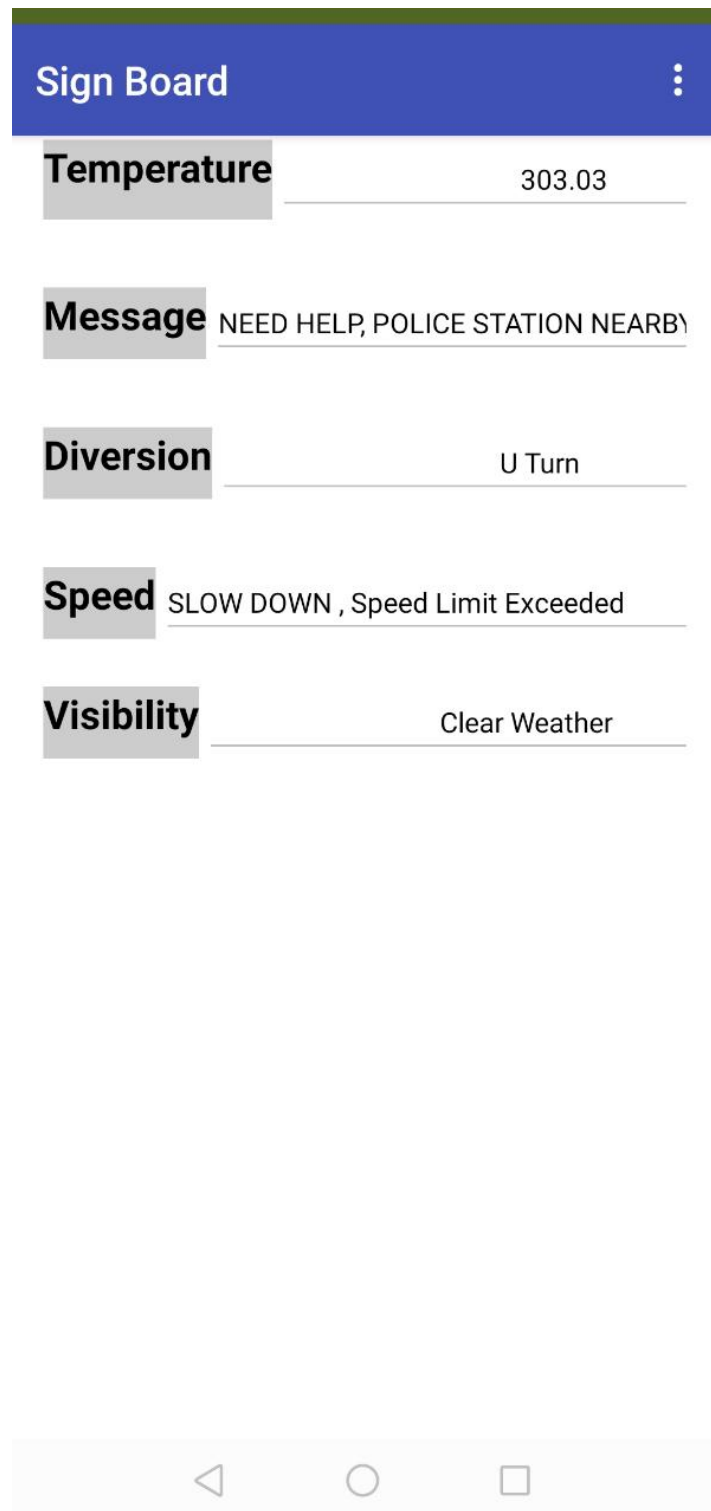 Sign Board
Temperature 303.03
Message NEED HELP, POLICE STATION NEARBY
Diversion U Turn
Speed SLOW DOWN , Speed Limit Exceeded
Visibility Clear Weather